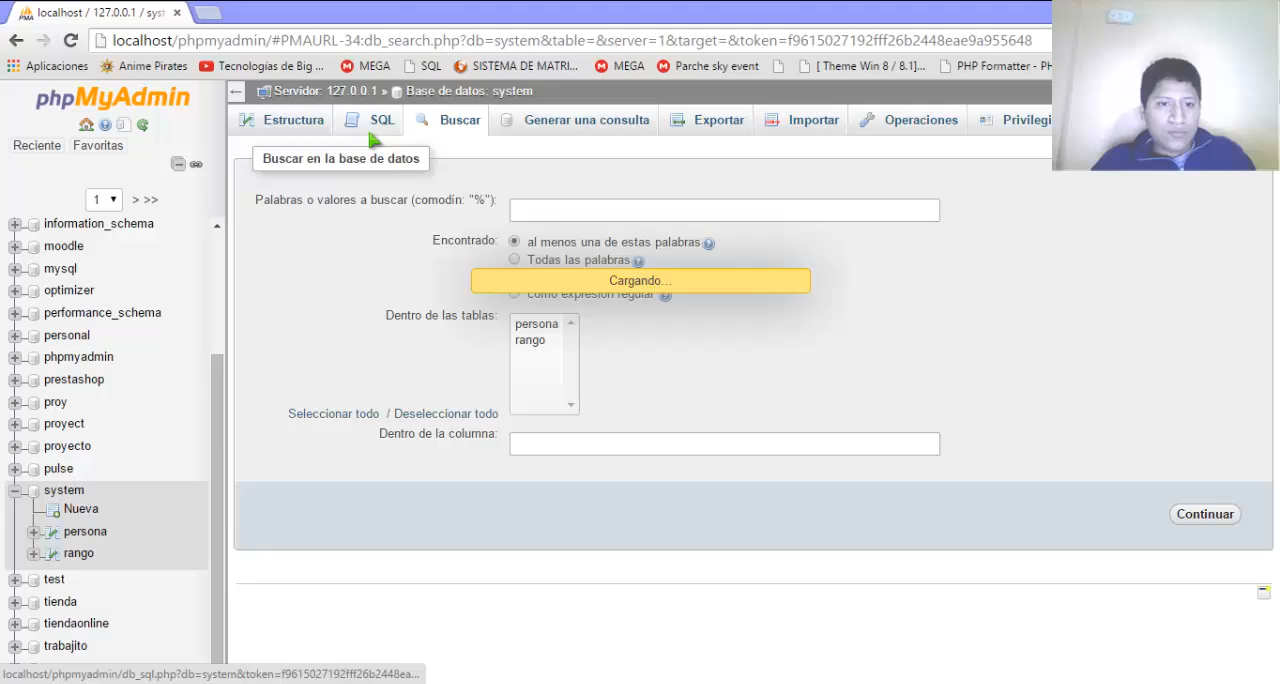 localhost / 127.0.0.1 / syst
localhost/phpmyadmin/#PMAURL-34:db_search.php?db=system&table=&server=1&target=&token=f9615027192fff26b2448eae9a955648
Aplicaciones Anime Pirates Tecnologías de Big ... MEGA SQL SISTEMA DE MATRI... MEGA Parche sky event [ Theme Win 8 / 8.1]... PHP Formatter - PH
phpMyAdmin
Reciente Favoritas
1 > >>
information_schema
moodle
mysql
optimizer
performance_schema
personal
phpmyadmin
prestashop
proy
proyect
proyecto
pulse
system
Nueva
persona
rango
test
tienda
tiendaonline
trabajito
Servidor: 127.0.0.1 » Base de datos: system
Estructura SQL Buscar Generar una consulta Exportar Importar Operaciones Privilegi
Buscar en la base de datos
Palabras o valores a buscar (comodín: "%"):
Encontrado: al menos una de estas palabras
Todas las palabras
Cargando...
como expresión regular
Dentro de las tablas: persona
rango
Seleccionar todo / Deseleccionar todo
Dentro de la columna:
Continuar
localhost/phpmyadmin/db_sql.php?db=system&token=f9615027192fff26b2448ea...